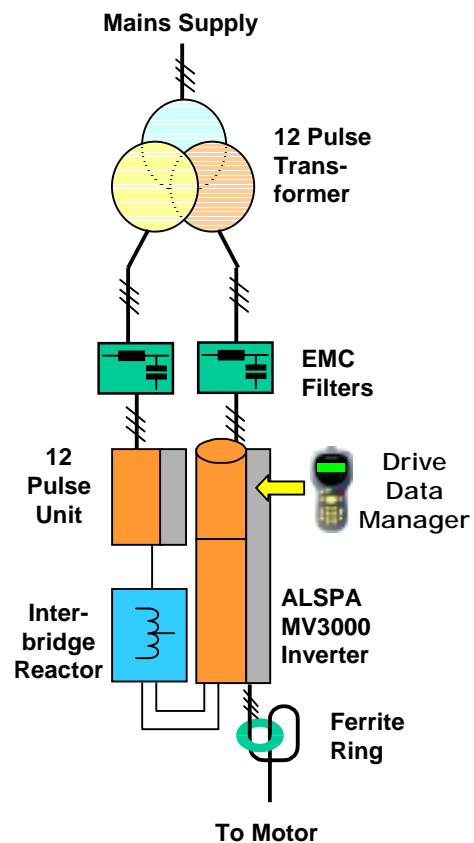 Mains Supply
12 Pulse
Trans-
former
EMC
Filters
12
Pulse
Unit
Drive
Data
Manager
Inter-
bridge
Reactor
ALSPA
MV3000
Inverter
Ferrite
Ring
To Motor